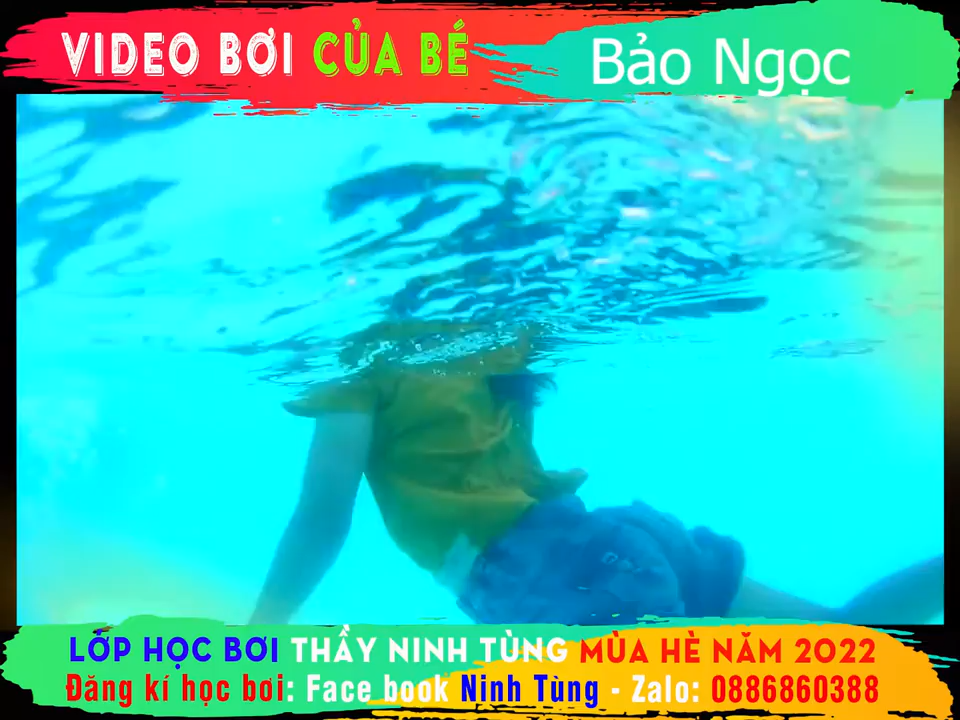 VIDEO BƠI CỦA BÉ Bảo Ngọc
LỚP HỌC BƠI THẦY NINH TÙNG MÙA HÈ NĂM 2022
Đăng kí học bơi: Face book Ninh Tùng - Zalo: 0886860388